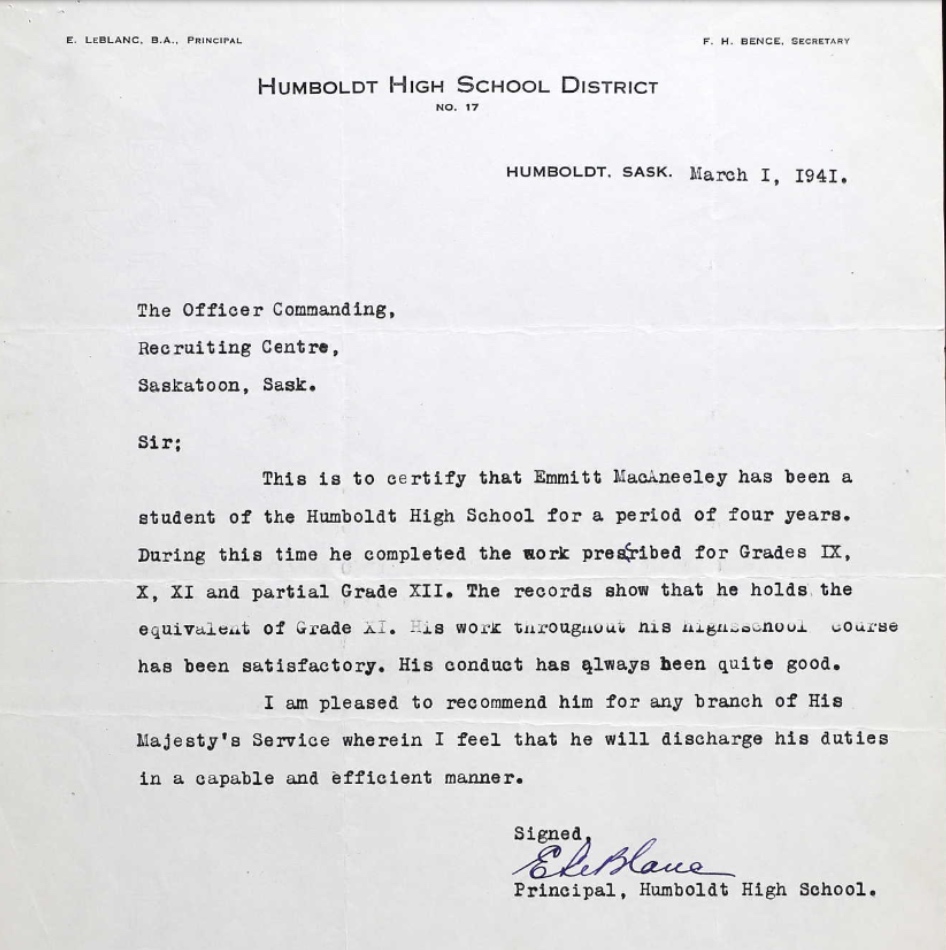 E. LEBLANC, B.A., PRINCIPAL
F. H. BENCE, SECRETARY
HUMBOLDT HIGH SCHOOL DISTRICT
NO. 17
HUMBOLDT, SASK. March I, I94I.
The Officer Commanding,
Recruiting Centre,
Saskatoon, Sask.
Sir;
This is to certify that Emmitt MacAneeley has been a
student of the Humboldt High School for a period of four years.
During this time he completed the work prescribed for Grades IX,
X, XI and partial Grade XII. The records show that he holds the
equivalent of Grade XI. His work throughout his highsschool course
has been satisfactory. His conduct has always been quite good.
I am pleased to recommend him for any branch of His
Majesty's Service wherein I feel that he will discharge his duties
in a capable and efficient manner.
Signed,
E LeBlanc
Principal, Humboldt High School.